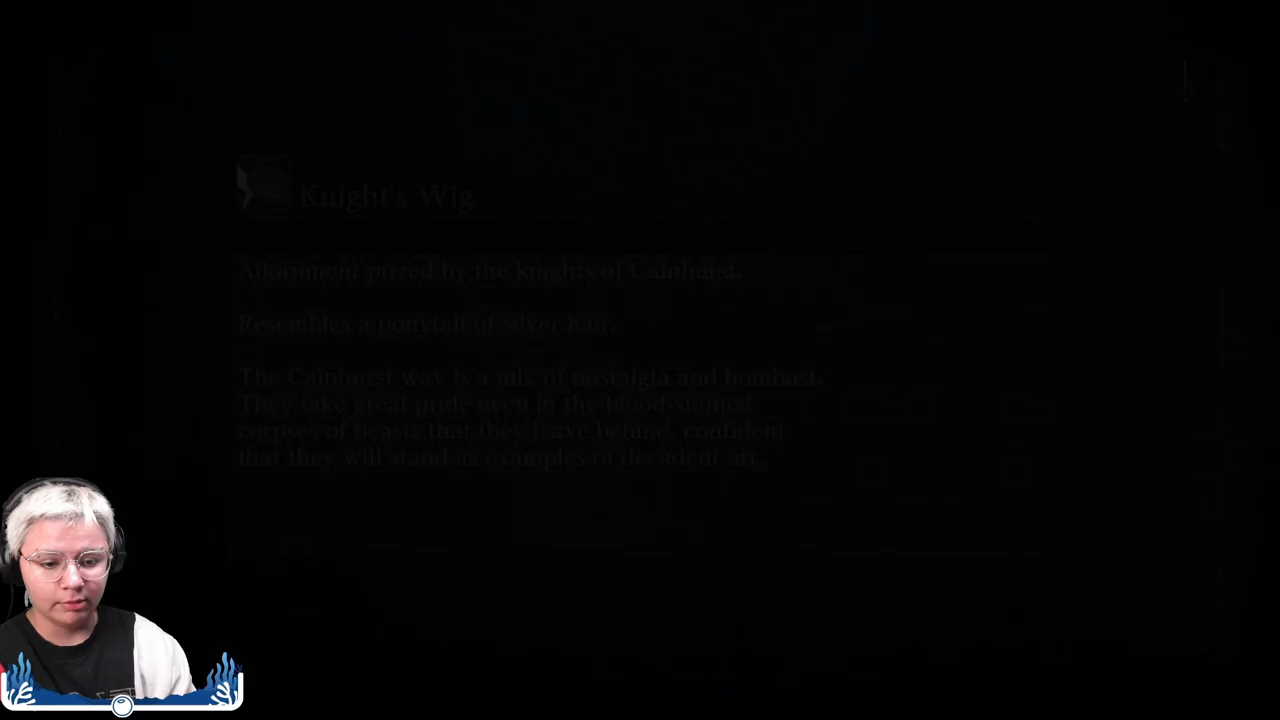 Knight's Wig
Adornment prized by the knights of Cainhurst.
Resembles a ponytail of silver hair.
The Cainhurst way is a mix of nostalgia and bombast.
They take great pride even in the blood-stained
corpses of beasts that they leave behind, confident
that they will stand as examples of decadent art.